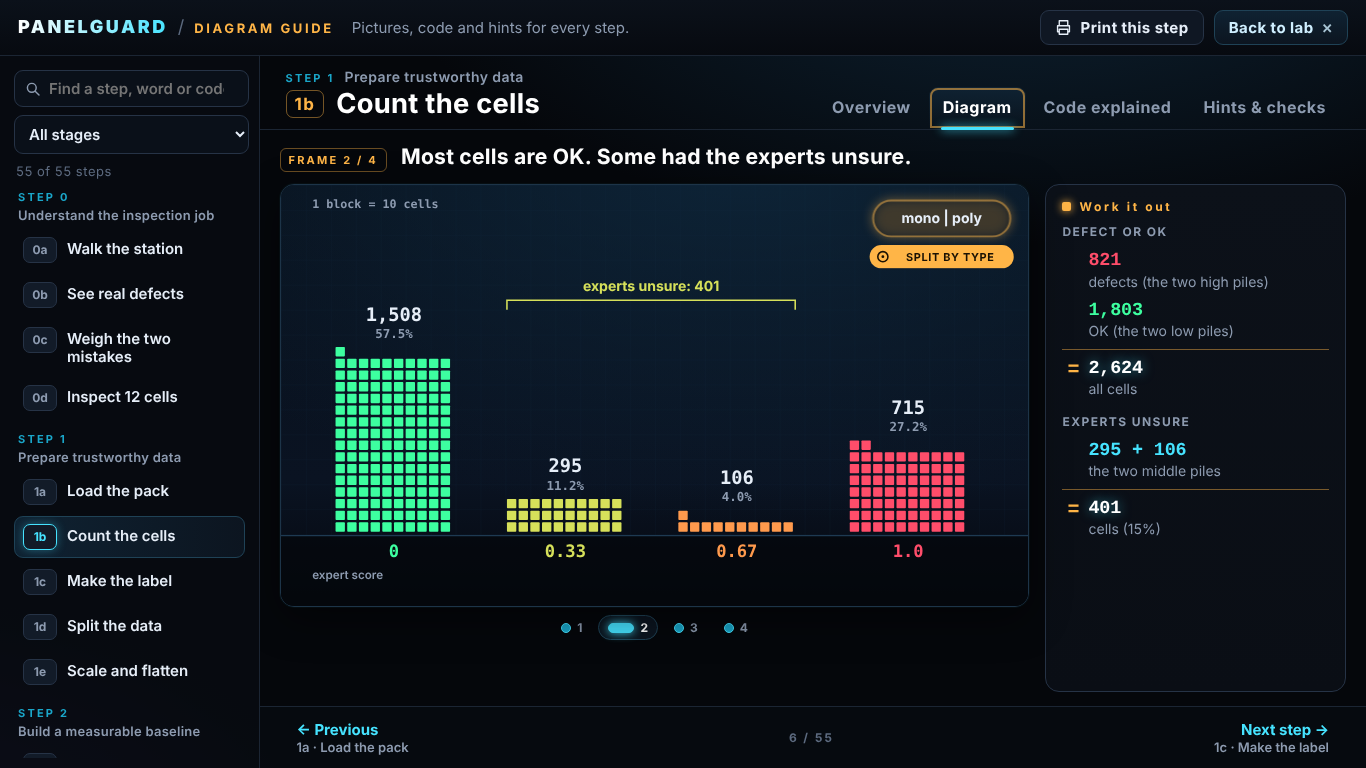 PANELGUARD / DIAGRAM GUIDE Pictures, code and hints for every step.
Print this step
Back to lab ×
Find a step, word or cod
All stages
55 of 55 steps
STEP 0
Understand the inspection job
0a Walk the station
0b See real defects
0c Weigh the two
mistakes
0d Inspect 12 cells
STEP 1
Prepare trustworthy data
1a Load the pack
1b Count the cells
1c Make the label
1d Split the data
1e Scale and flatten
STEP 2
Build a measurable baseline
STEP 1 Prepare trustworthy data
1b Count the cells
Overview
Diagram
Code explained
Hints & checks
FRAME 2 / 4 Most cells are OK. Some had the experts unsure.
1 block = 10 cells
mono | poly
SPLIT BY TYPE
experts unsure: 401
1,508
57.5%
295
11.2%
106
4.0%
715
27.2%
0
0.33
0.67
1.0
expert score
1
2
3
4
Work it out
DEFECT OR OK
821
defects (the two high piles)
1,803
OK (the two low piles)
= 2,624
all cells
EXPERTS UNSURE
295 + 106
the two middle piles
= 401
cells (15%)
← Previous
1a · Load the pack
6 / 55
Next step →
1c · Make the label